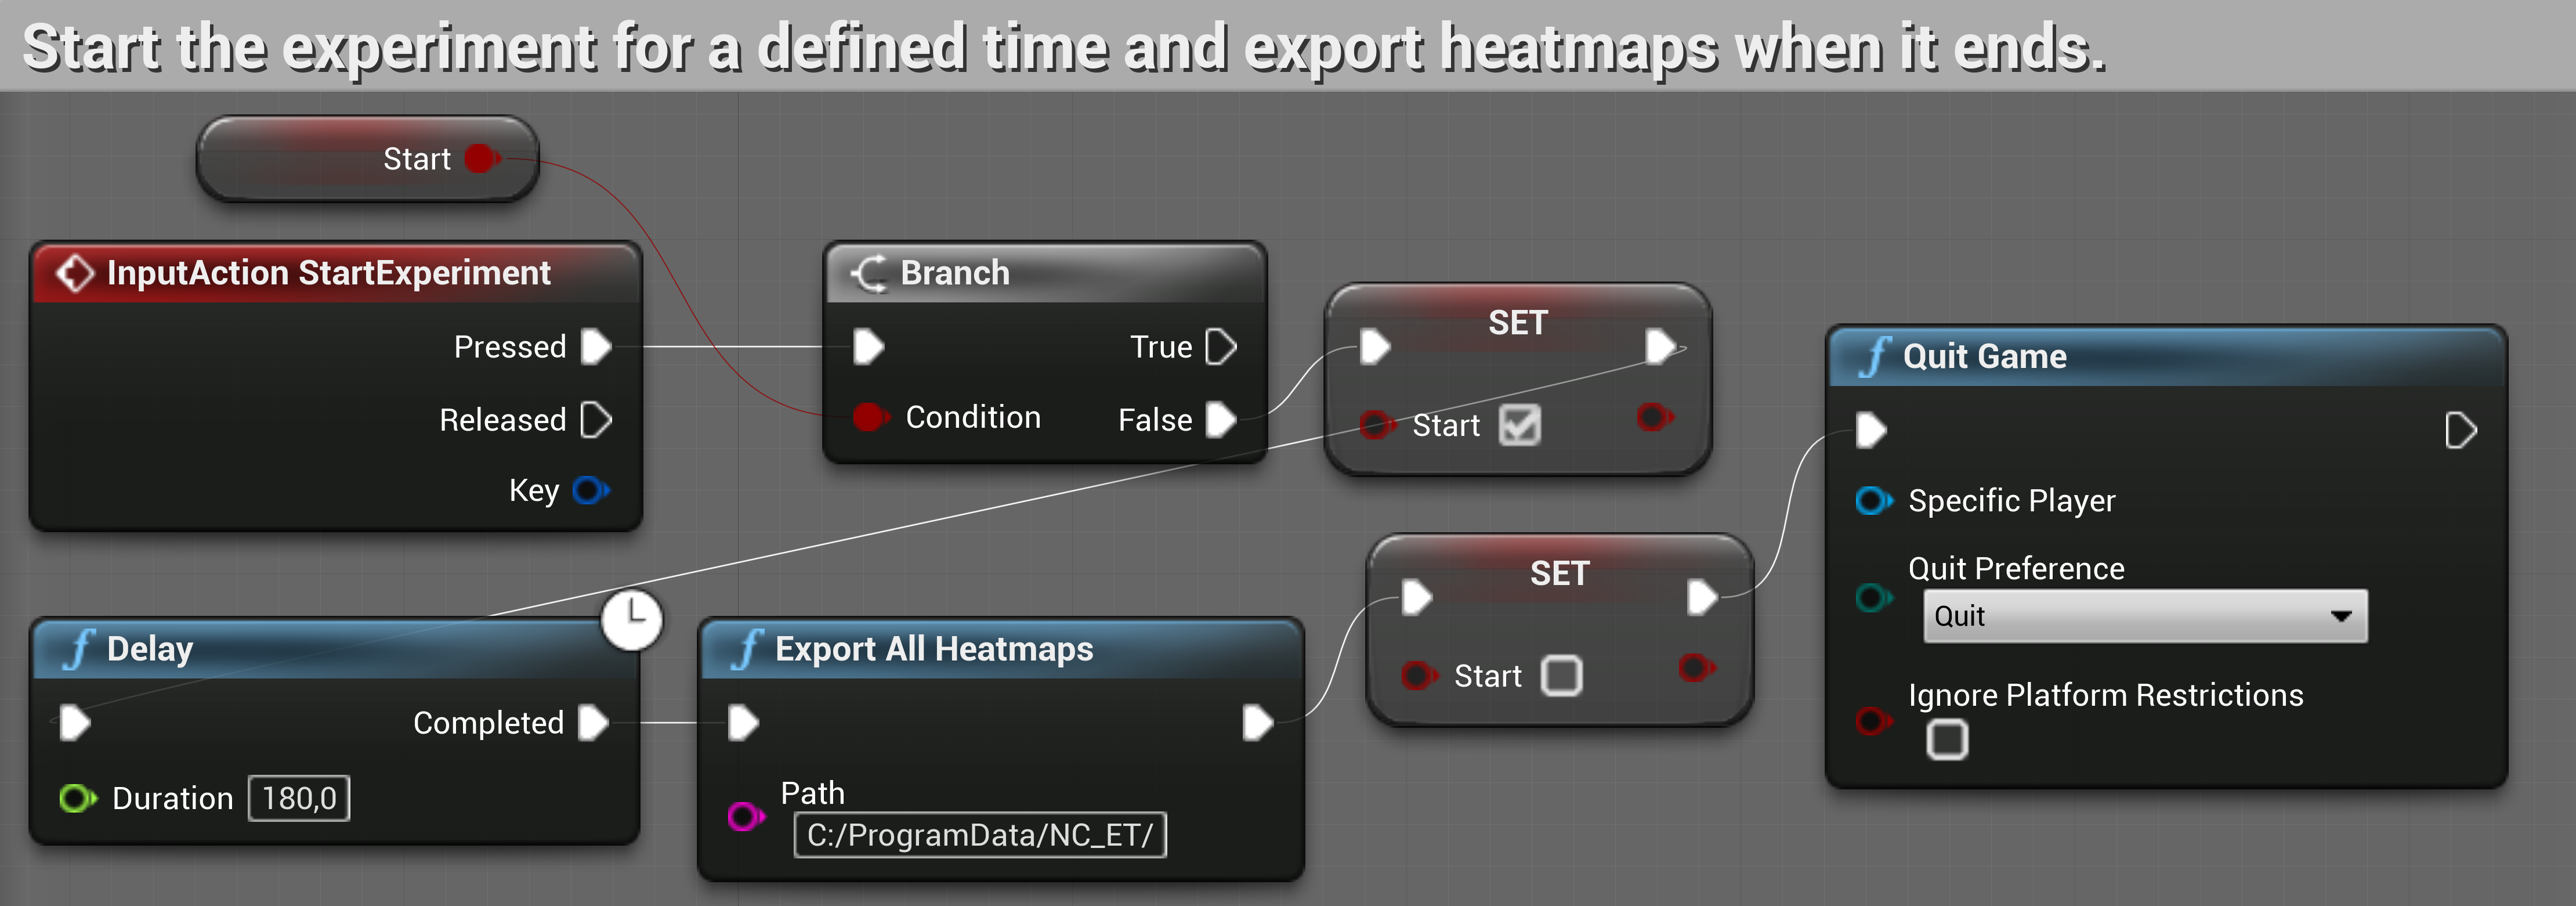 Start the experiment for a defined time and export heatmaps when it ends.
Start
InputAction StartExperiment
Pressed
Released
Key
Branch
True
Condition
False
SET
Start
Quit Game
Specific Player
Quit Preference
Quit
Ignore Platform Restrictions
Delay
Completed
Duration 180,0
Export All Heatmaps
Path
C:/ProgramData/NC_ET/
SET
Start